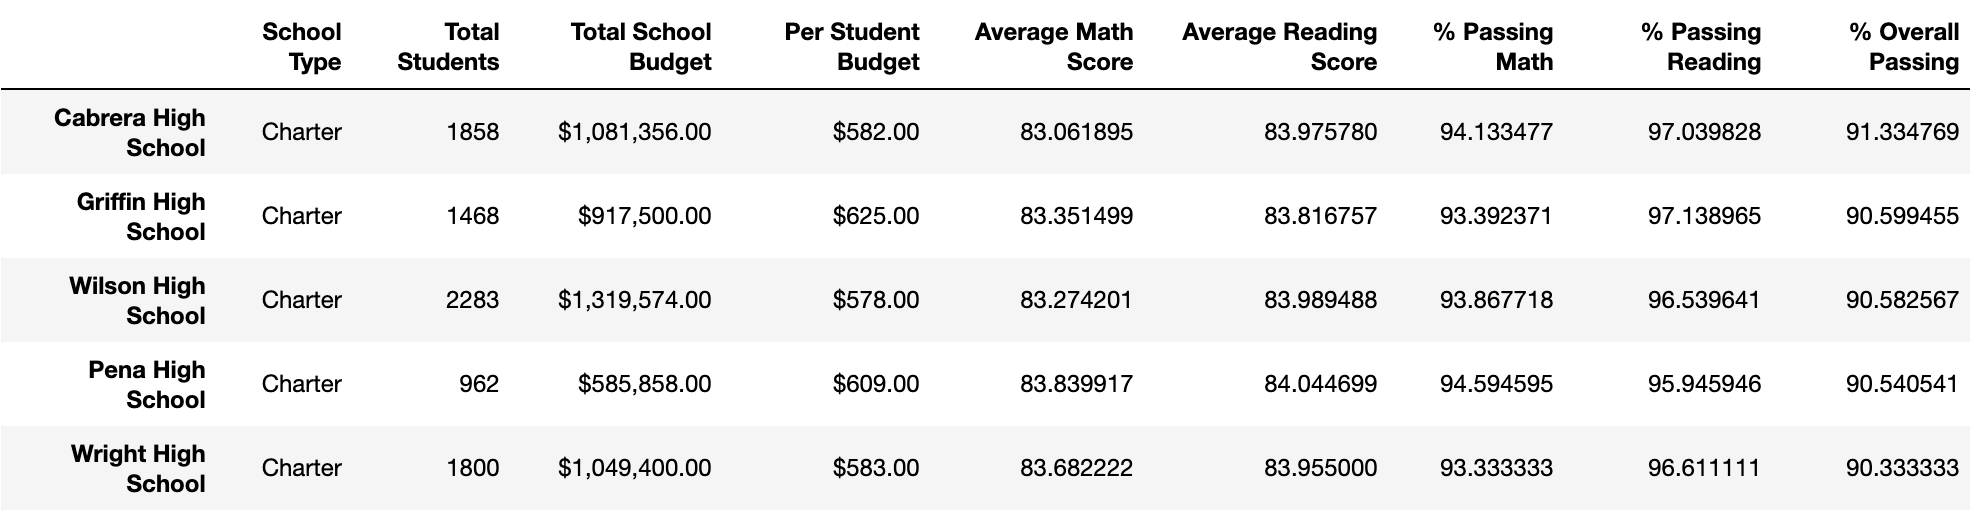 School Total Total School Per Student Average Math Average Reading % Passing % Passing % Overall
Type Students Budget Budget Score Score Math Reading Passing
Cabrera High
School Charter 1858 $1,081,356.00 $582.00 83.061895 83.975780 94.133477 97.039828 91.334769
Griffin High
School Charter 1468 $917,500.00 $625.00 83.351499 83.816757 93.392371 97.138965 90.599455
Wilson High
School Charter 2283 $1,319,574.00 $578.00 83.274201 83.989488 93.867718 96.539641 90.582567
Pena High
School Charter 962 $585,858.00 $609.00 83.839917 84.044699 94.594595 95.945946 90.540541
Wright High
School Charter 1800 $1,049,400.00 $583.00 83.682222 83.955000 93.333333 96.611111 90.333333